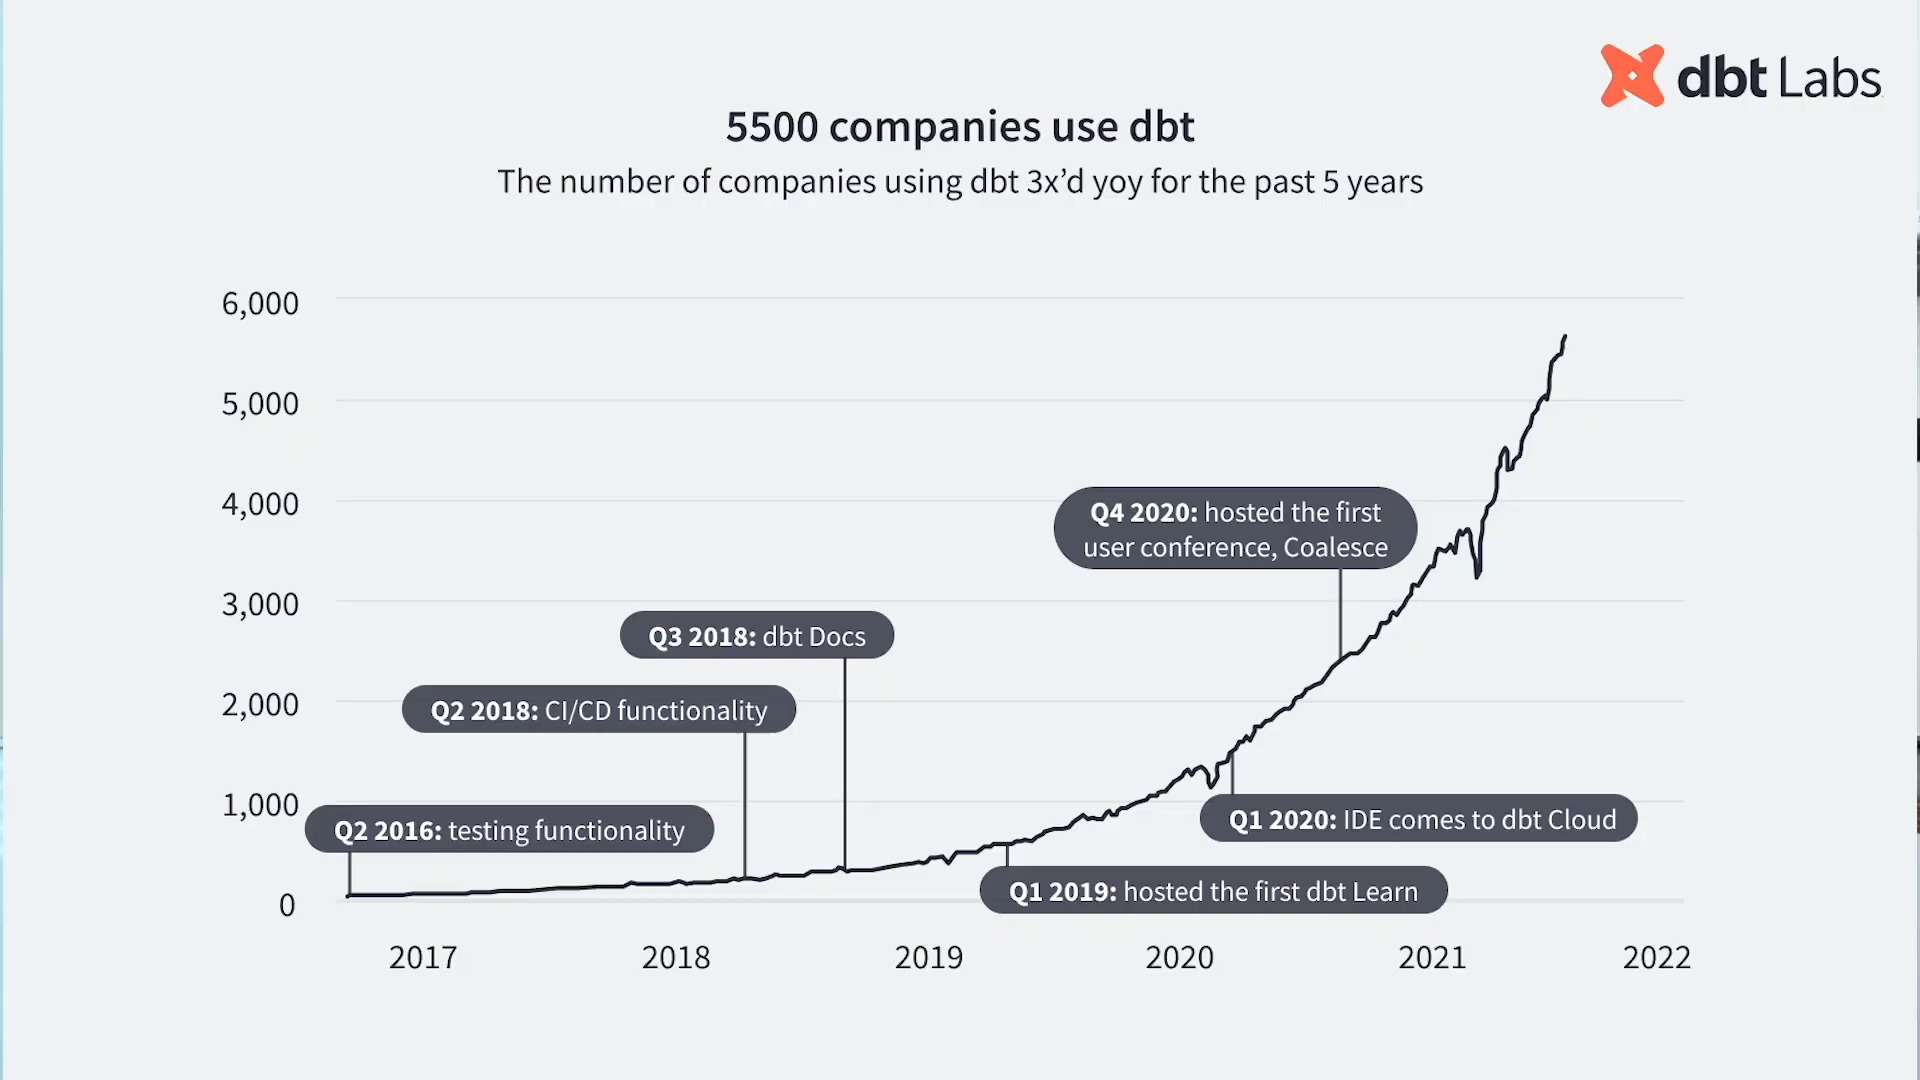 dbt Labs
5500 companies use dbt
The number of companies using dbt 3x’d yoy for the past 5 years
6,000
5,000
4,000
3,000
2,000
1,000
0
Q4 2020: hosted the first
user conference, Coalesce
Q3 2018: dbt Docs
Q2 2018: CI/CD functionality
Q2 2016: testing functionality
Q1 2020: IDE comes to dbt Cloud
Q1 2019: hosted the first dbt Learn
2017 2018 2019 2020 2021 2022